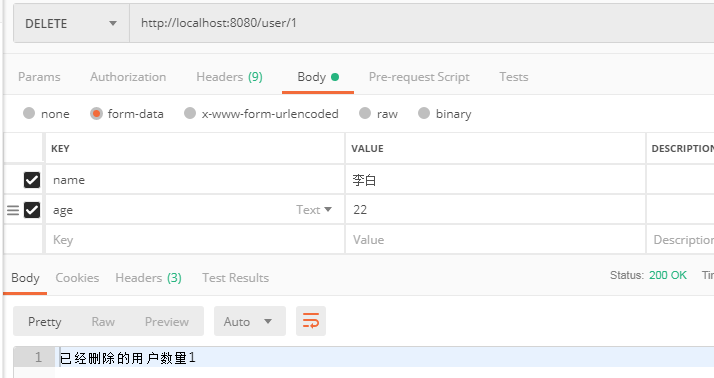 DELETE http://localhost:8080/user/1
Params Authorization Headers (9) Body Pre-request Script Tests
none form-data x-www-form-urlencoded raw binary
KEY VALUE DESCRIPTION
name 李白
age Text 22
Key Value Description
Body Cookies Headers (3) Test Results Status: 200 OK
Pretty Raw Preview Auto
1 已经删除的用户数量1